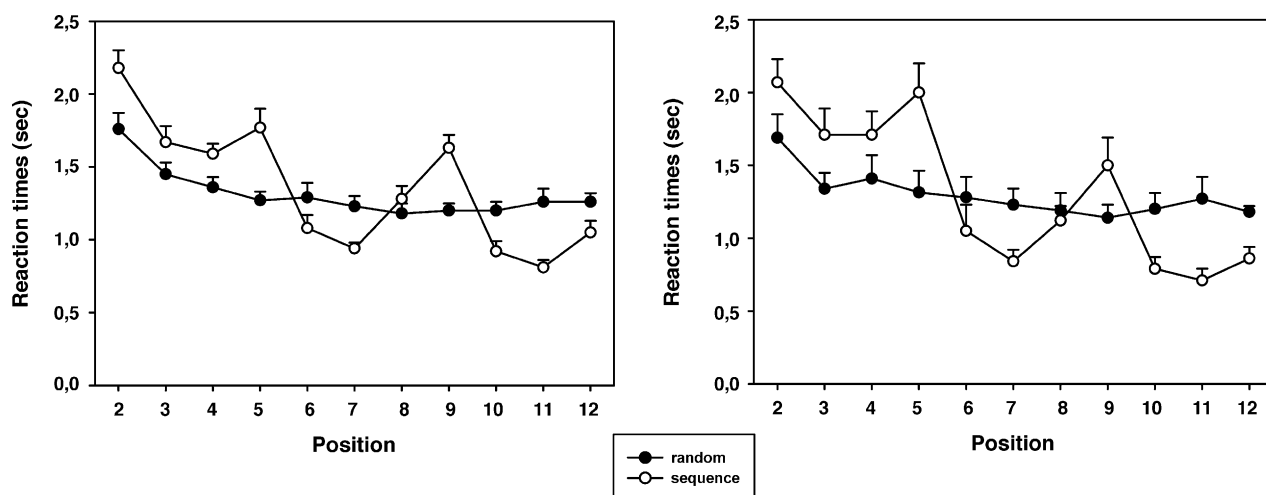 2,5
2,0
1,5
1,0
0,5
0,0
Reaction times (sec)
2 3 4 5 6 7 8 9 10 11 12
Position
2,5
2,0
1,5
1,0
0,5
0,0
Reaction times (sec)
2 3 4 5 6 7 8 9 10 11 12
Position
random
sequence